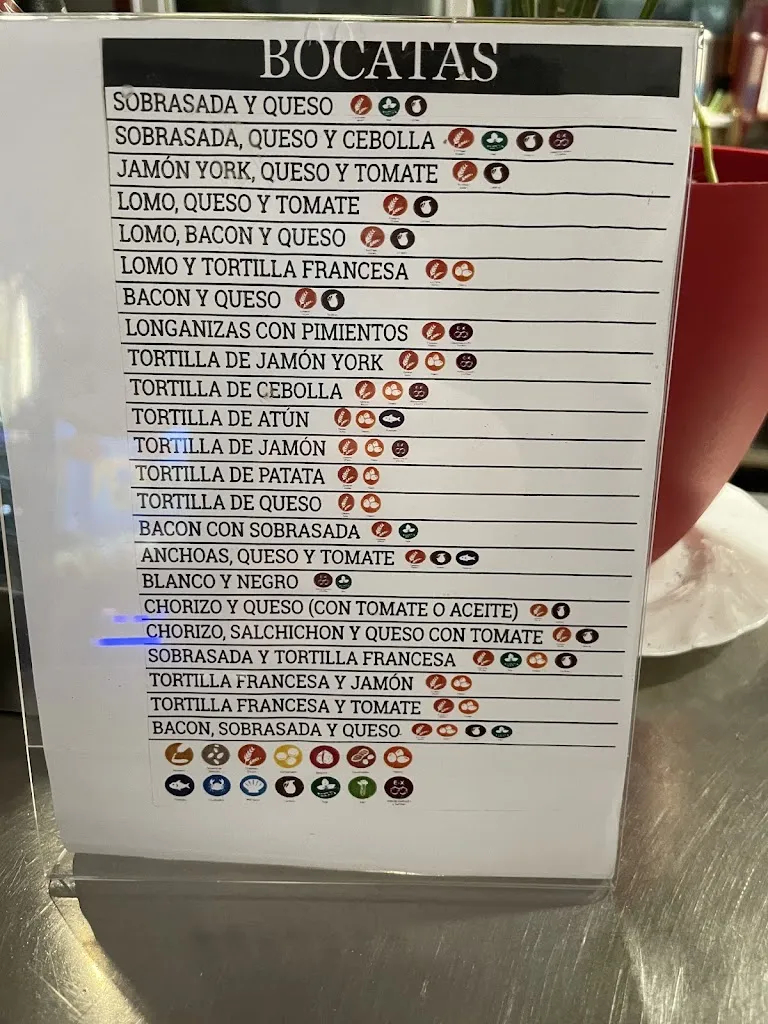 BOCATAS
SOBRASADA Y QUESO
SOBRASADA, QUESO Y CEBOLLA
JAMÓN YORK, QUESO Y TOMATE
LOMO, QUESO Y TOMATE
LOMO, BACON Y QUESO
LOMO Y TORTILLA FRANCESA
BACON Y QUESO
LONGANIZAS CON PIMIENTOS
TORTILLA DE JAMÓN YORK
TORTILLA DE CEBOLLA
TORTILLA DE ATÚN
TORTILLA DE JAMÓN
TORTILLA DE PATATA
TORTILLA DE QUESO
BACON CON SOBRASADA
ANCHOAS, QUESO Y TOMATE
BLANCO Y NEGRO
CHORIZO Y QUESO (CON TOMATE O ACEITE)
CHORIZO, SALCHICHON Y QUESO CON TOMATE
SOBRASADA Y TORTILLA FRANCESA
TORTILLA FRANCESA Y JAMÓN
TORTILLA FRANCESA Y TOMATE
BACON, SOBRASADA Y QUESO